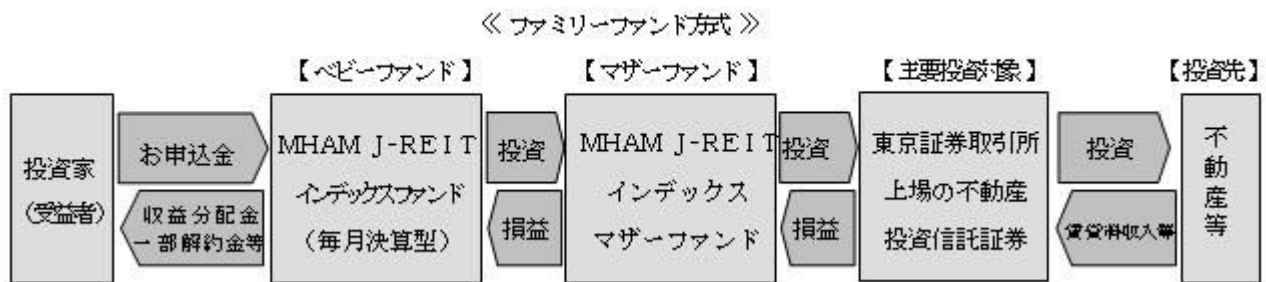 ≪ ファミリーファンド方式 ≫
【ベビーファンド】
【マザーファンド】
【主要投資対象】
【投資先】
投資家
(受益者)
お申込金
収益分配金
一部解約金等
MHAM J-REIT
インデックスファンド
(毎月決算型)
投資
損益
MHAM J-REIT
インデックス
マザーファンド
投資
損益
東京証券取引所
上場の不動産
投資信託証券
投資
賃貸料収入等
不動産等